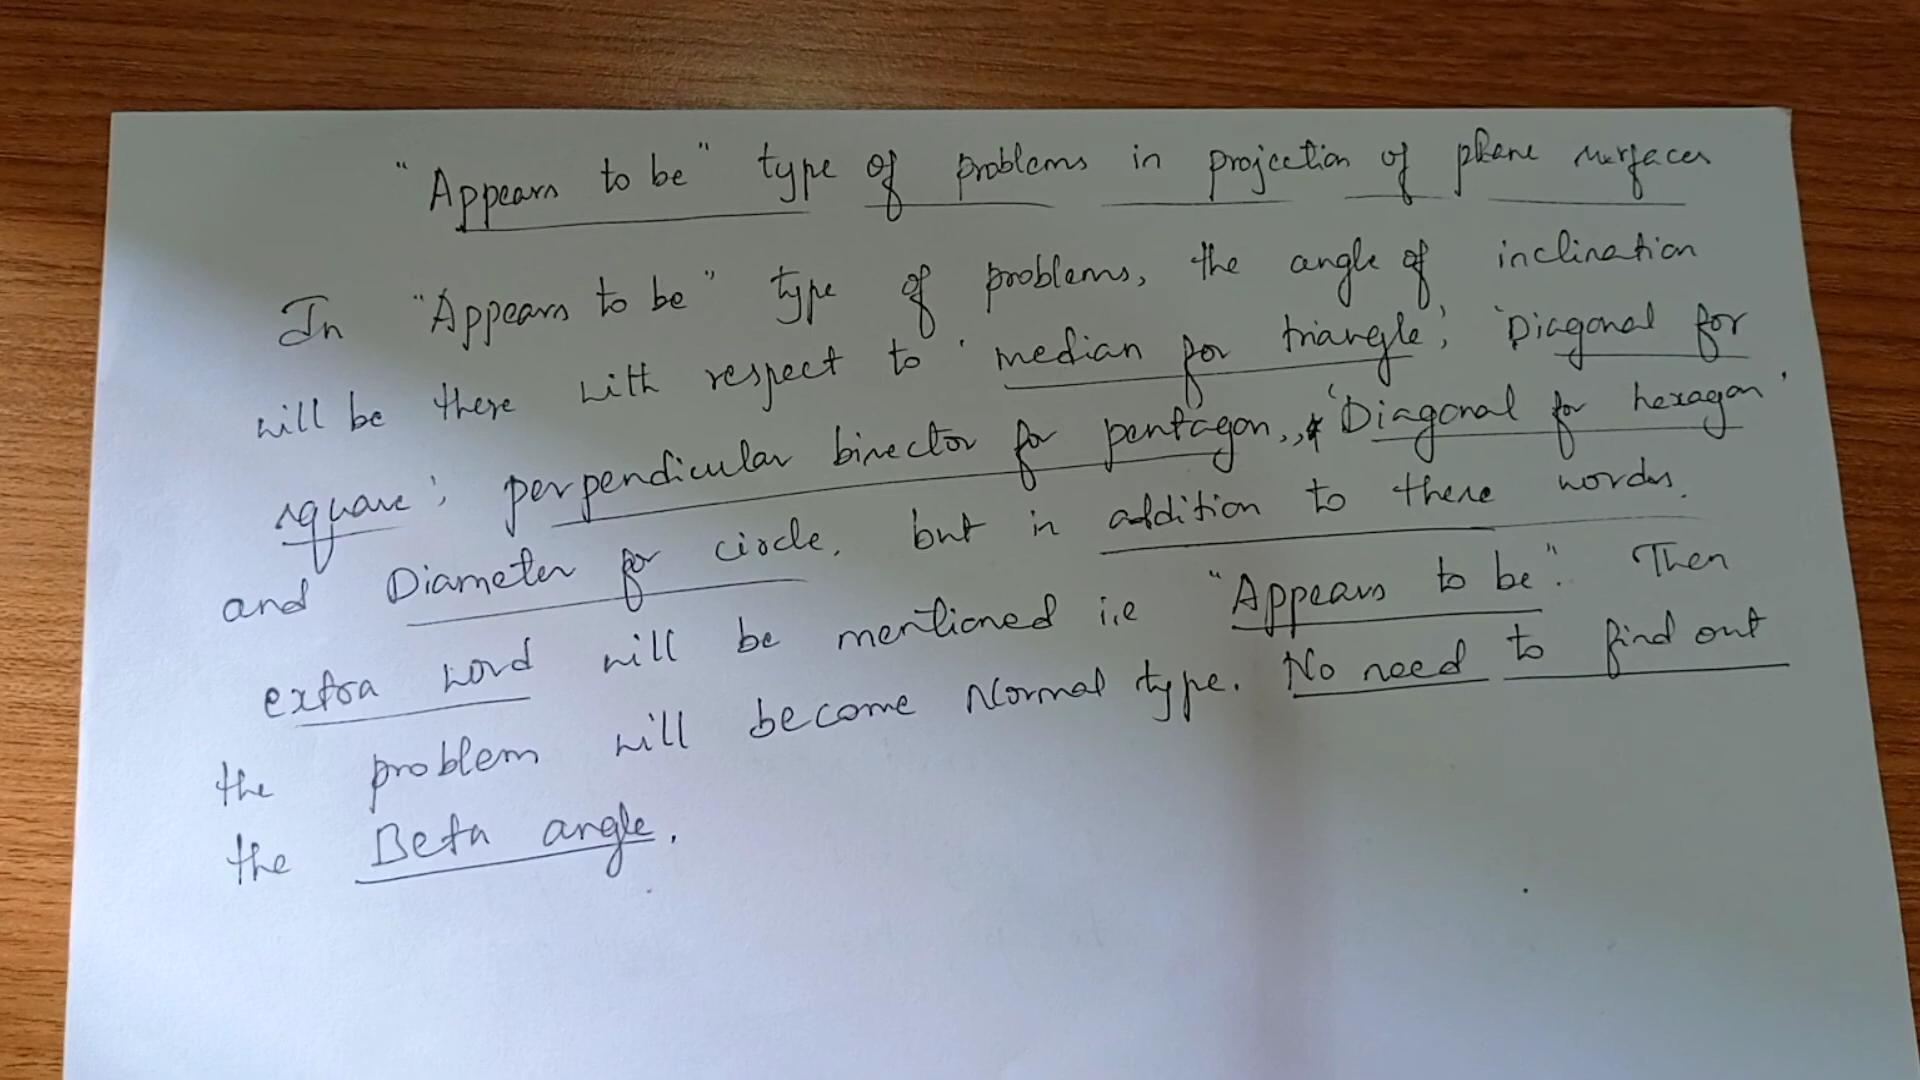 "Appears to be" type of problems in projection of plane surfaces
In "Appears to be" type of problems, the angle of inclination
will be there with respect to 'median for triangle', 'Diagonal for
square', perpendicular bisector for pentagon, 'Diagonal for hexagon'
and Diameter for circle, but in addition to these words.
extra word will be mentioned i.e "Appears to be". Then
the problem will become Normal type. No need to find out
the Beta angle.